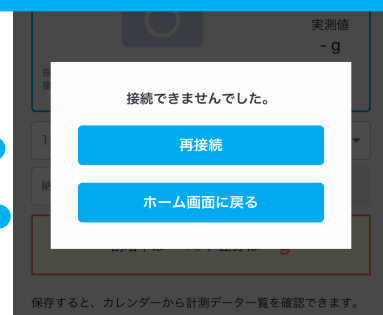 実測値
- g
接続できませんでした。
再接続
ホーム画面に戻る
保存すると、カレンダーから計測データ一覧を確認できます。